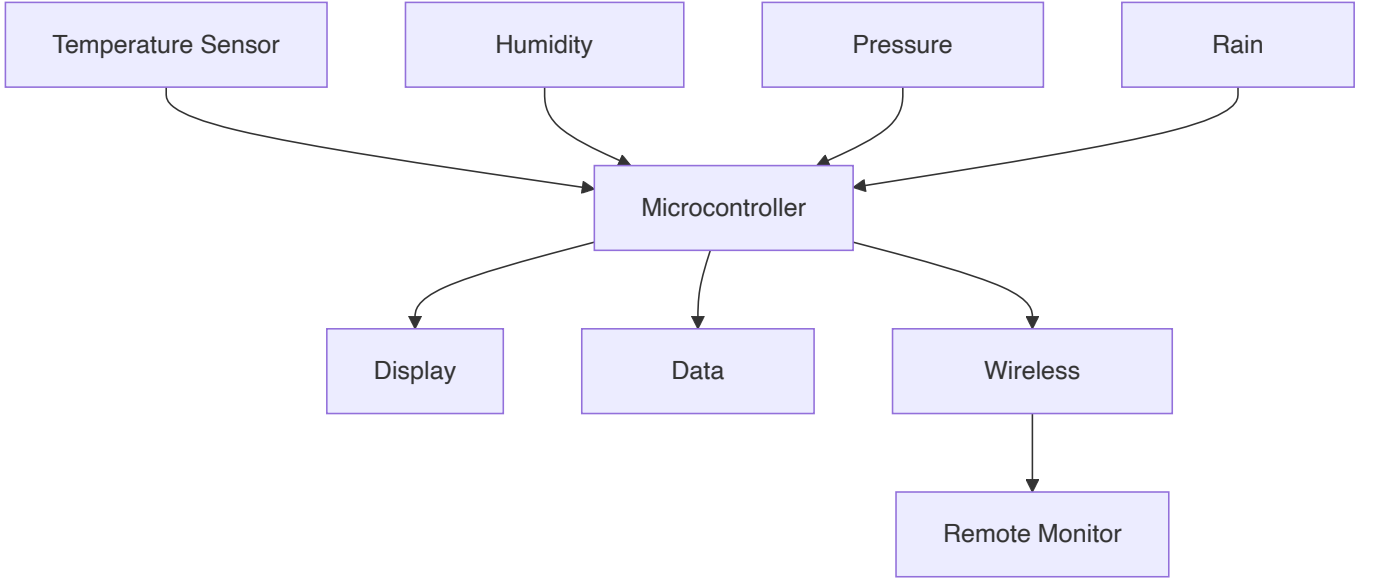 Temperature Sensor
Humidity
Pressure
Rain
Microcontroller
Display
Data
Wireless
Remote Monitor